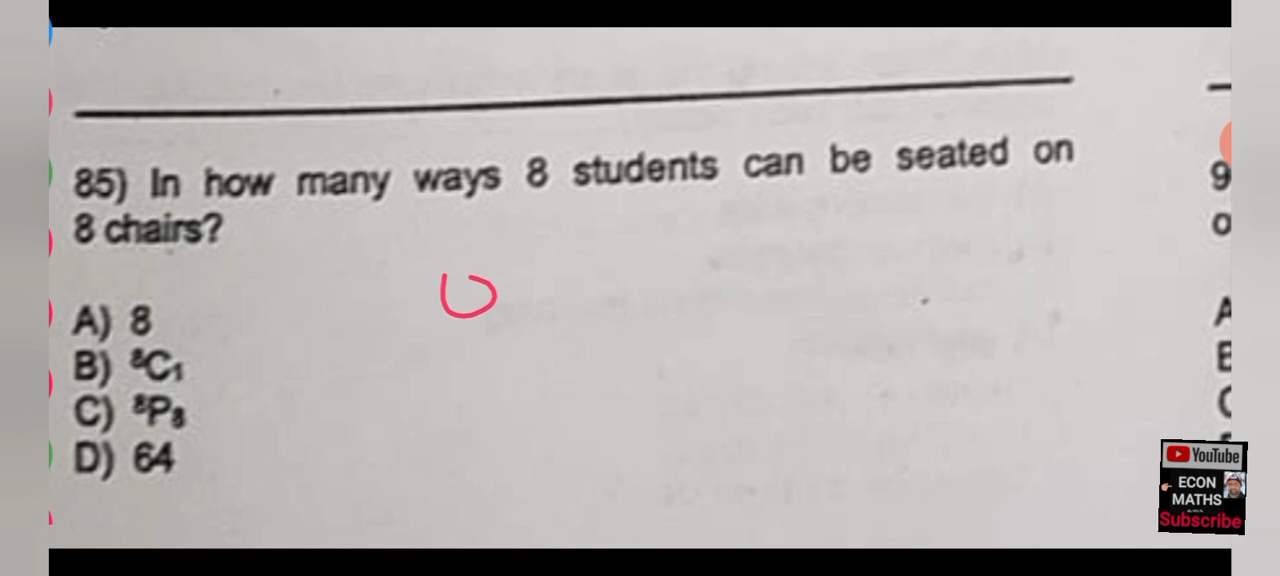 85) In how many ways 8 students can be seated on
8 chairs?
A) 8
B) ⁸C₁
C) ⁸P₈
D) 64
9
o
A
B
C
YouTube
ECON
MATHS
Subscribe